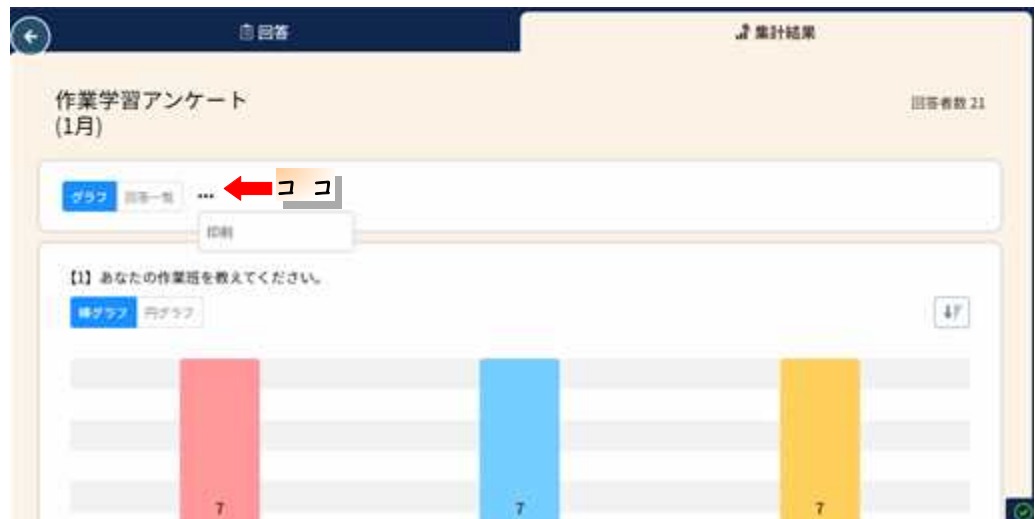 回答
集計結果
作業学習アンケート
(1月)
回答者数 21
グラフ 回答一覧 •••
ココ
印刷
【1】あなたの作業班を教えてください。
棒グラフ 円グラフ
7 7 7